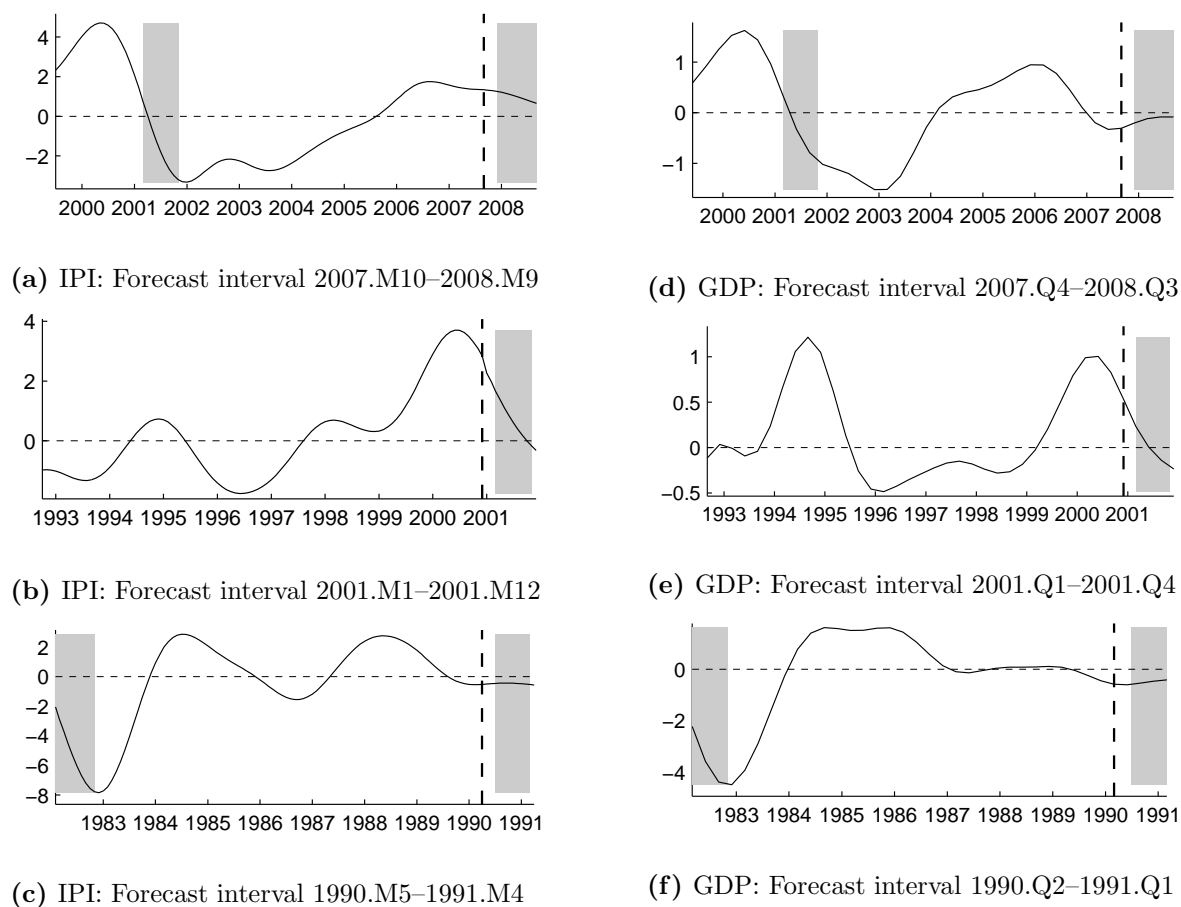 4
2
0
−2
2000 2001 2002 2003 2004 2005 2006 2007 2008
(a) IPI: Forecast interval 2007.M10–2008.M9
1
0
−1
2000 2001 2002 2003 2004 2005 2006 2007 2008
(d) GDP: Forecast interval 2007.Q4–2008.Q3
4
2
0
1993 1994 1995 1996 1997 1998 1999 2000 2001
(b) IPI: Forecast interval 2001.M1–2001.M12
1
0.5
0
−0.5
1993 1994 1995 1996 1997 1998 1999 2000 2001
(e) GDP: Forecast interval 2001.Q1–2001.Q4
2
0
−2
−4
−6
−8
1983 1984 1985 1986 1987 1988 1989 1990 1991
(c) IPI: Forecast interval 1990.M5–1991.M4
0
−2
−4
1983 1984 1985 1986 1987 1988 1989 1990 1991
(f) GDP: Forecast interval 1990.Q2–1991.Q1